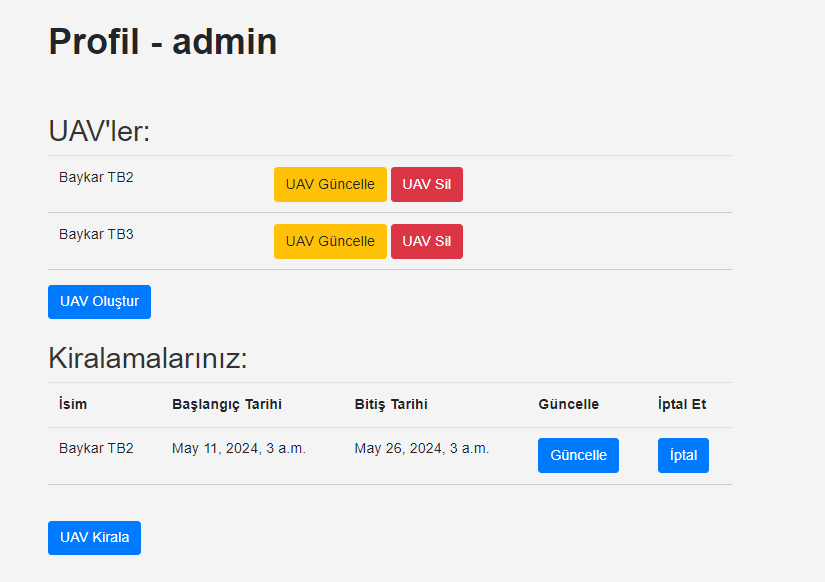 Profil - admin
UAV'ler:
Baykar TB2 UAV Güncelle UAV Sil
Baykar TB3 UAV Güncelle UAV Sil
UAV Oluştur
Kiralamalarınız:
İsim Başlangıç Tarihi Bitiş Tarihi Güncelle İptal Et
Baykar TB2 May 11, 2024, 3 a.m. May 26, 2024, 3 a.m. Güncelle İptal
UAV Kirala